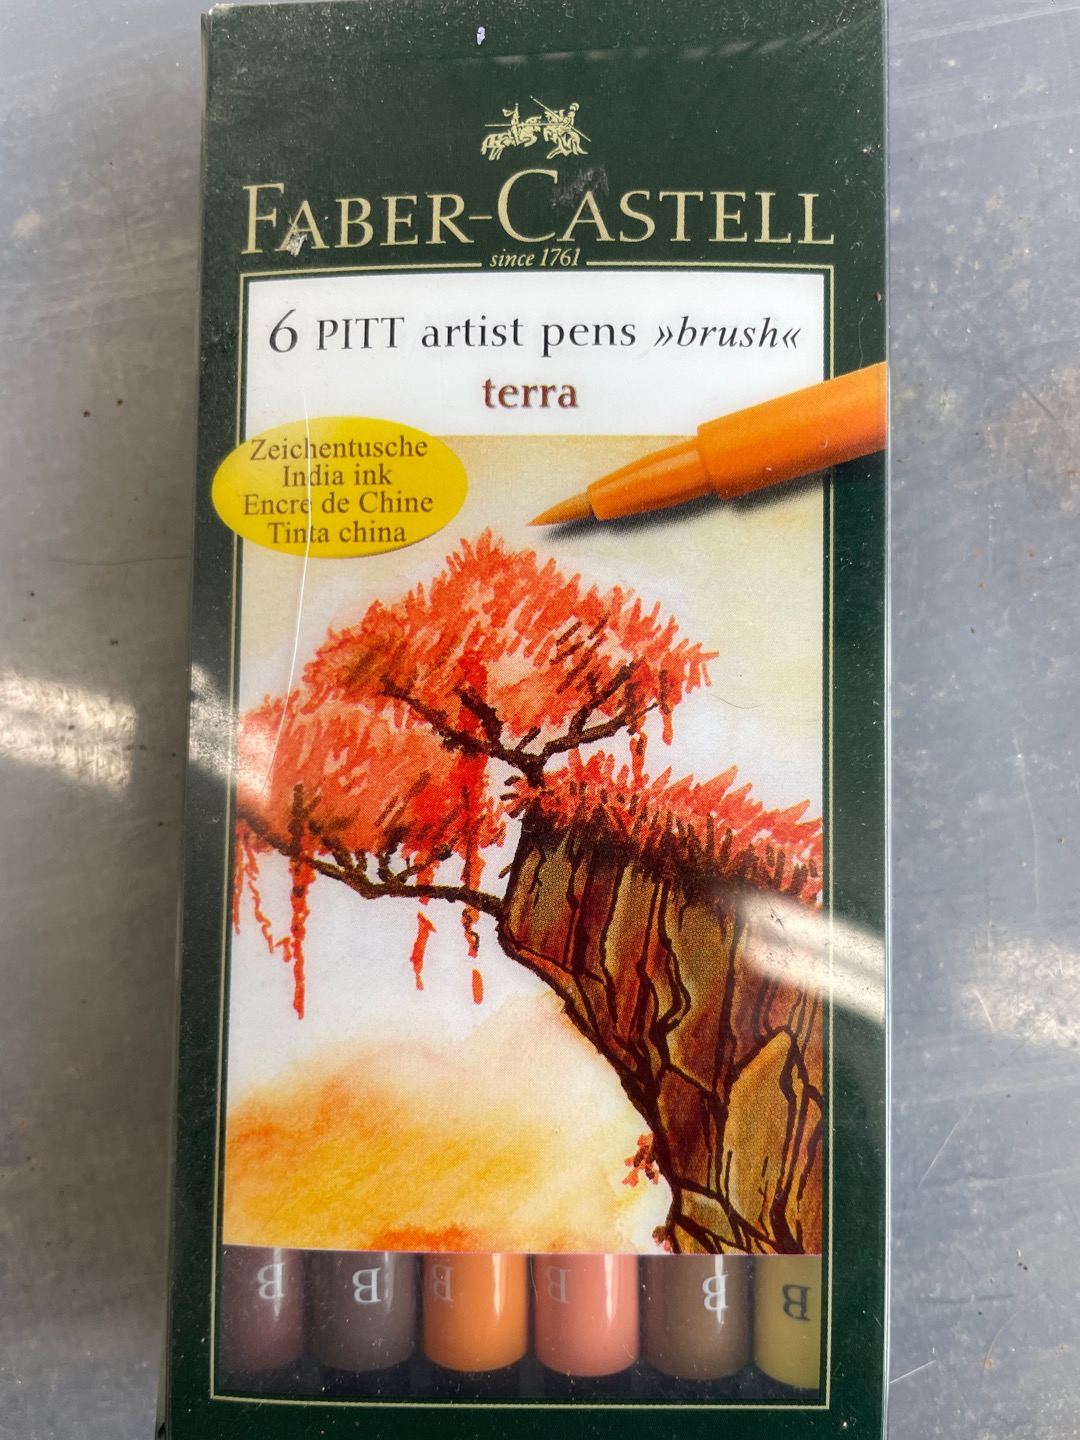 FABER-CASTELL
since 1761
6 PITT artist pens »brush«
terra
Zeichentusche
India ink
Encre de Chine
Tinta china
B B B B B B